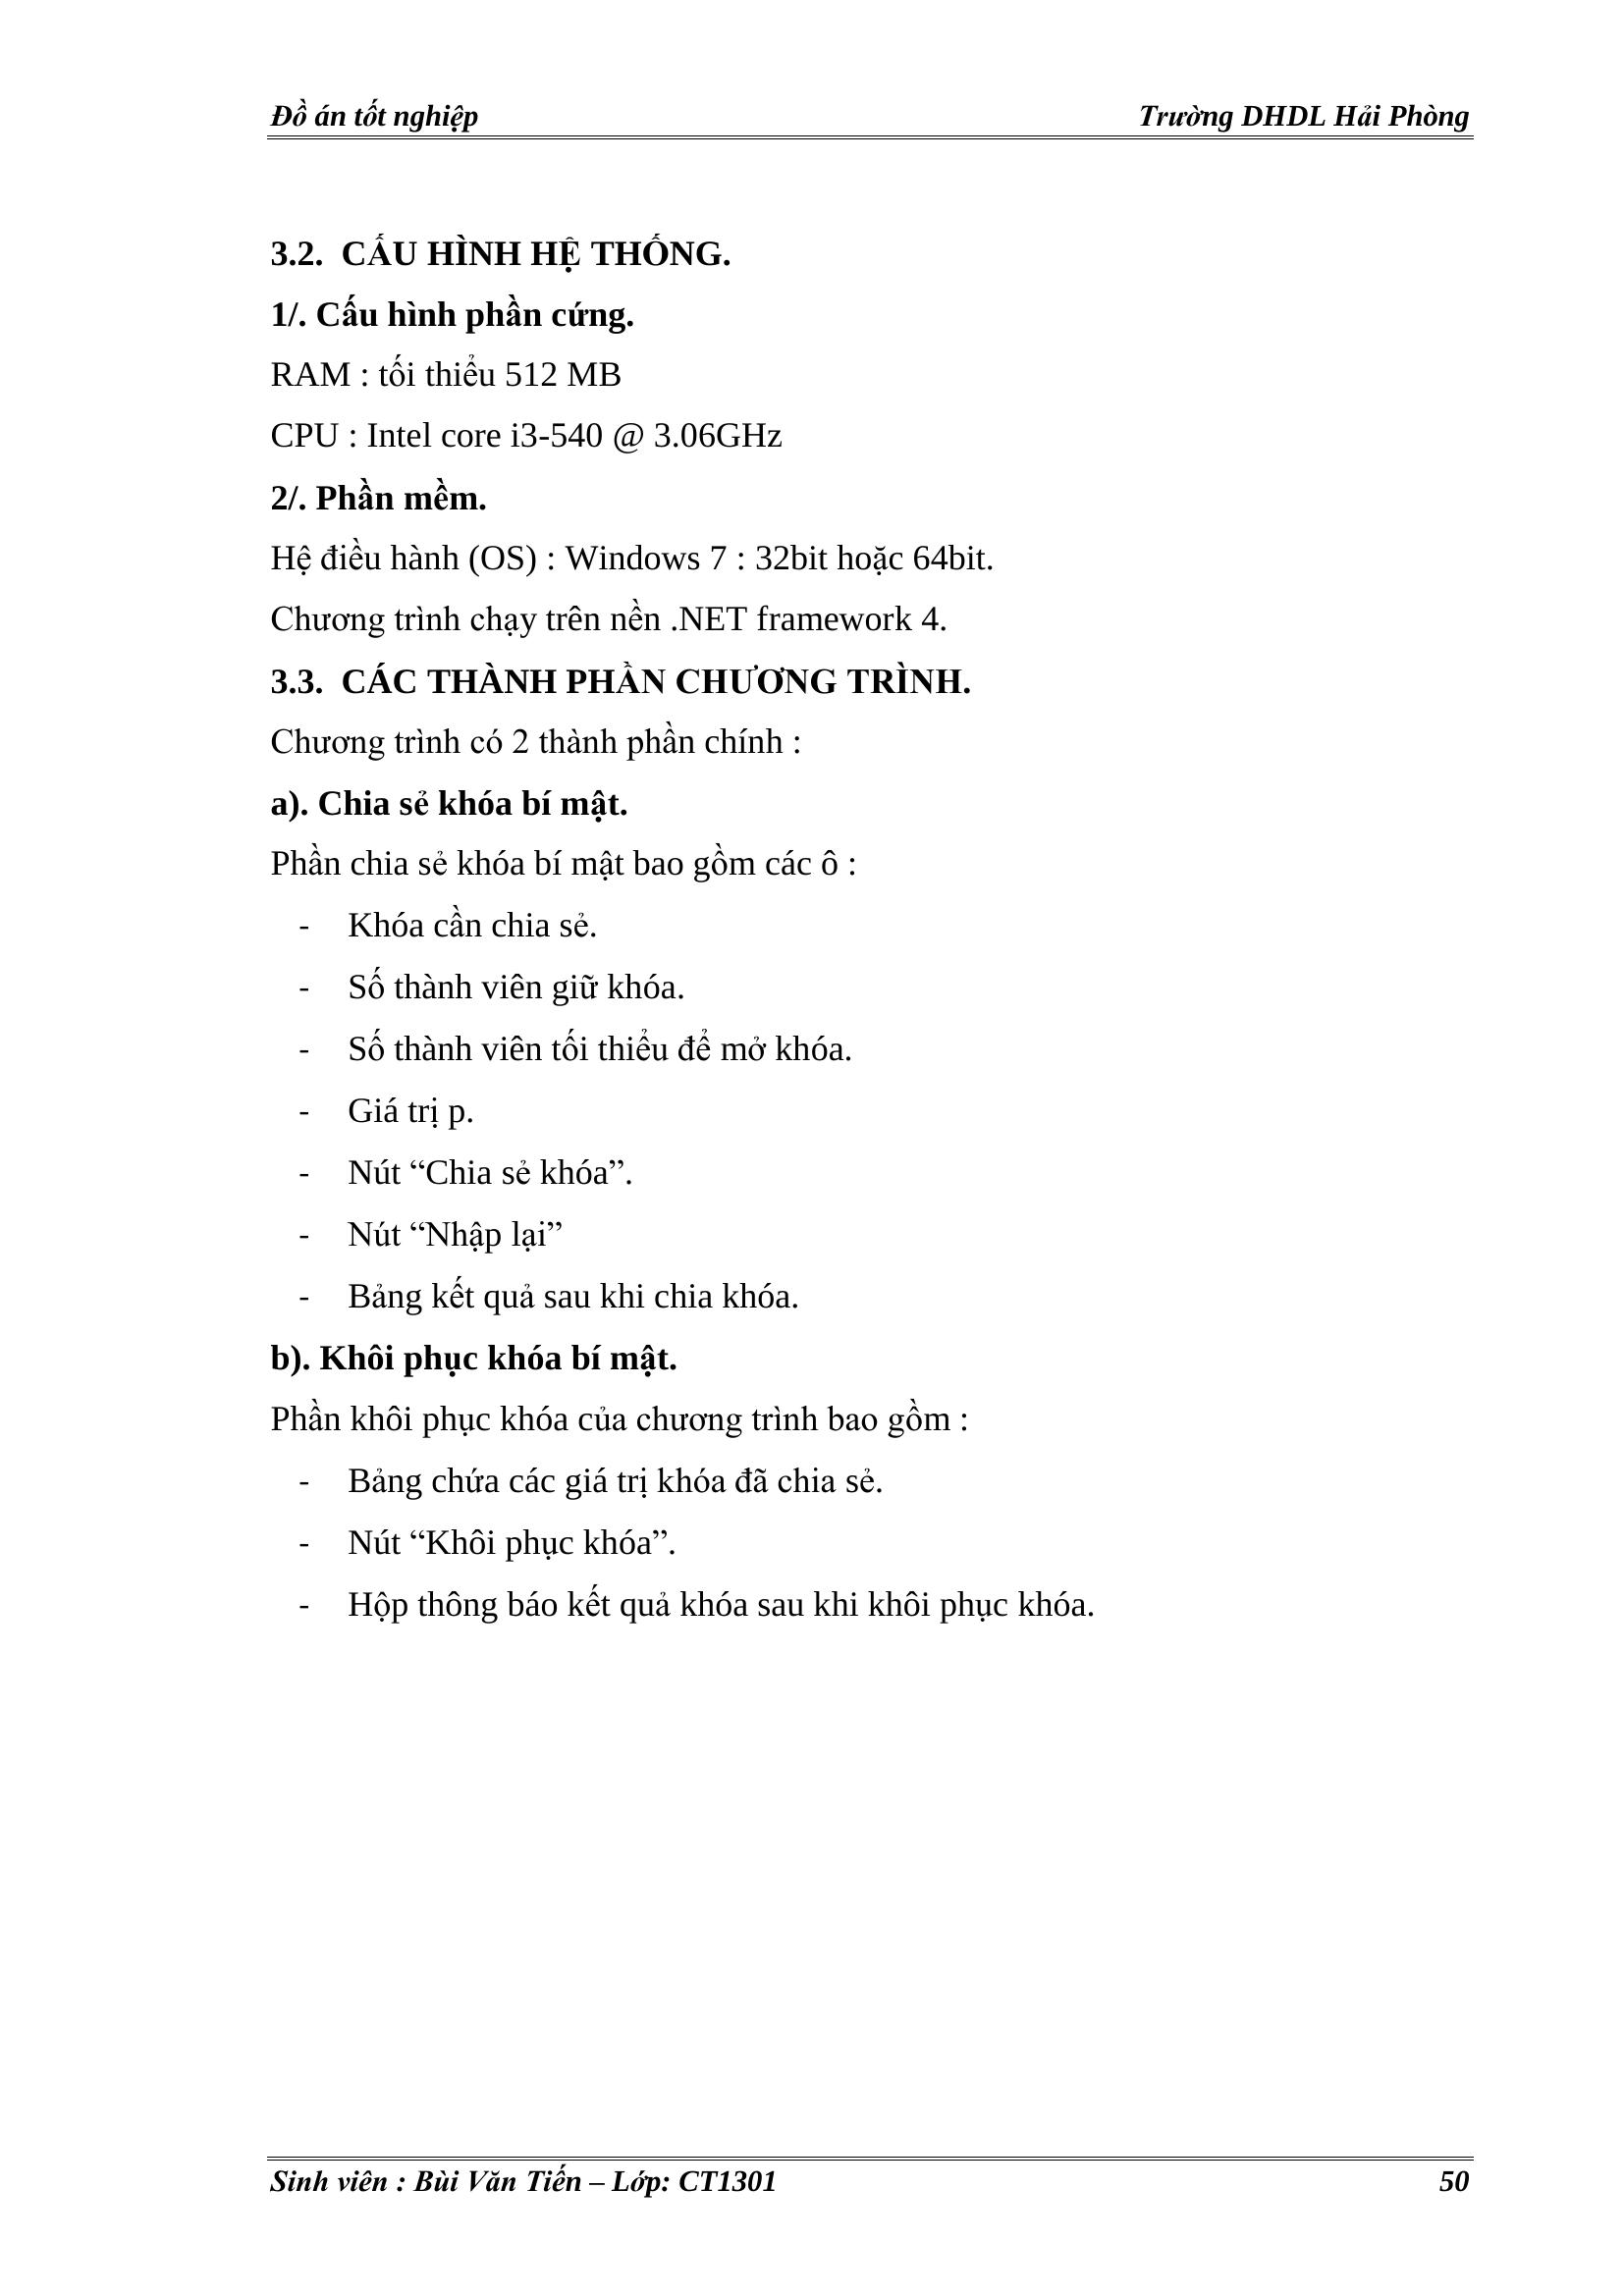 Đồ án tốt nghiệp Trường DHDL Hải Phòng
3.2. CẤU HÌNH HỆ THỐNG.
1/. Cấu hình phần cứng.
RAM : tối thiểu 512 MB
CPU : Intel core i3-540 @ 3.06GHz
2/. Phần mềm.
Hệ điều hành (OS) : Windows 7 : 32bit hoặc 64bit.
Chương trình chạy trên nền .NET framework 4.
3.3. CÁC THÀNH PHẦN CHƯƠNG TRÌNH.
Chương trình có 2 thành phần chính :
a). Chia sẻ khóa bí mật.
Phần chia sẻ khóa bí mật bao gồm các ô :
- Khóa cần chia sẻ.
- Số thành viên giữ khóa.
- Số thành viên tối thiểu để mở khóa.
- Giá trị p.
- Nút “Chia sẻ khóa”.
- Nút “Nhập lại”
- Bảng kết quả sau khi chia khóa.
b). Khôi phục khóa bí mật.
Phần khôi phục khóa của chương trình bao gồm :
- Bảng chứa các giá trị khóa đã chia sẻ.
- Nút “Khôi phục khóa”.
- Hộp thông báo kết quả khóa sau khi khôi phục khóa.
Sinh viên : Bùi Văn Tiến – Lớp: CT1301 50